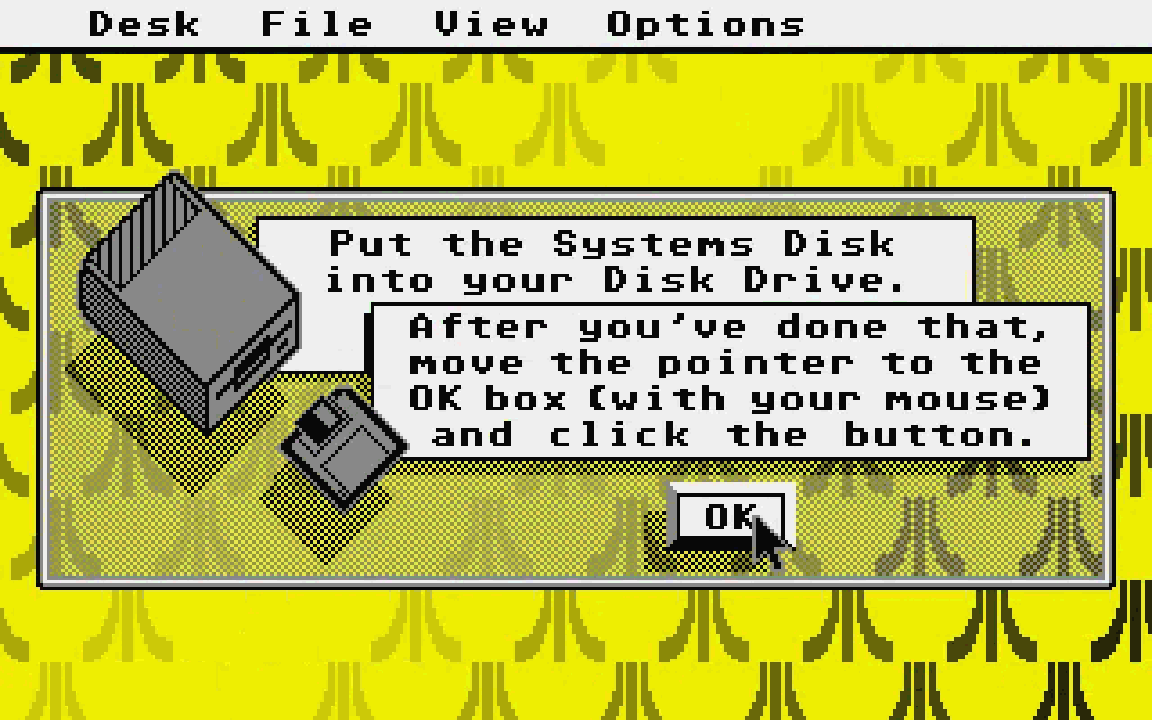 Desk File View Options
Put the Systems Disk
into your Disk Drive.
After you've done that,
move the pointer to the
OK box (with your mouse)
and click the button.
OK